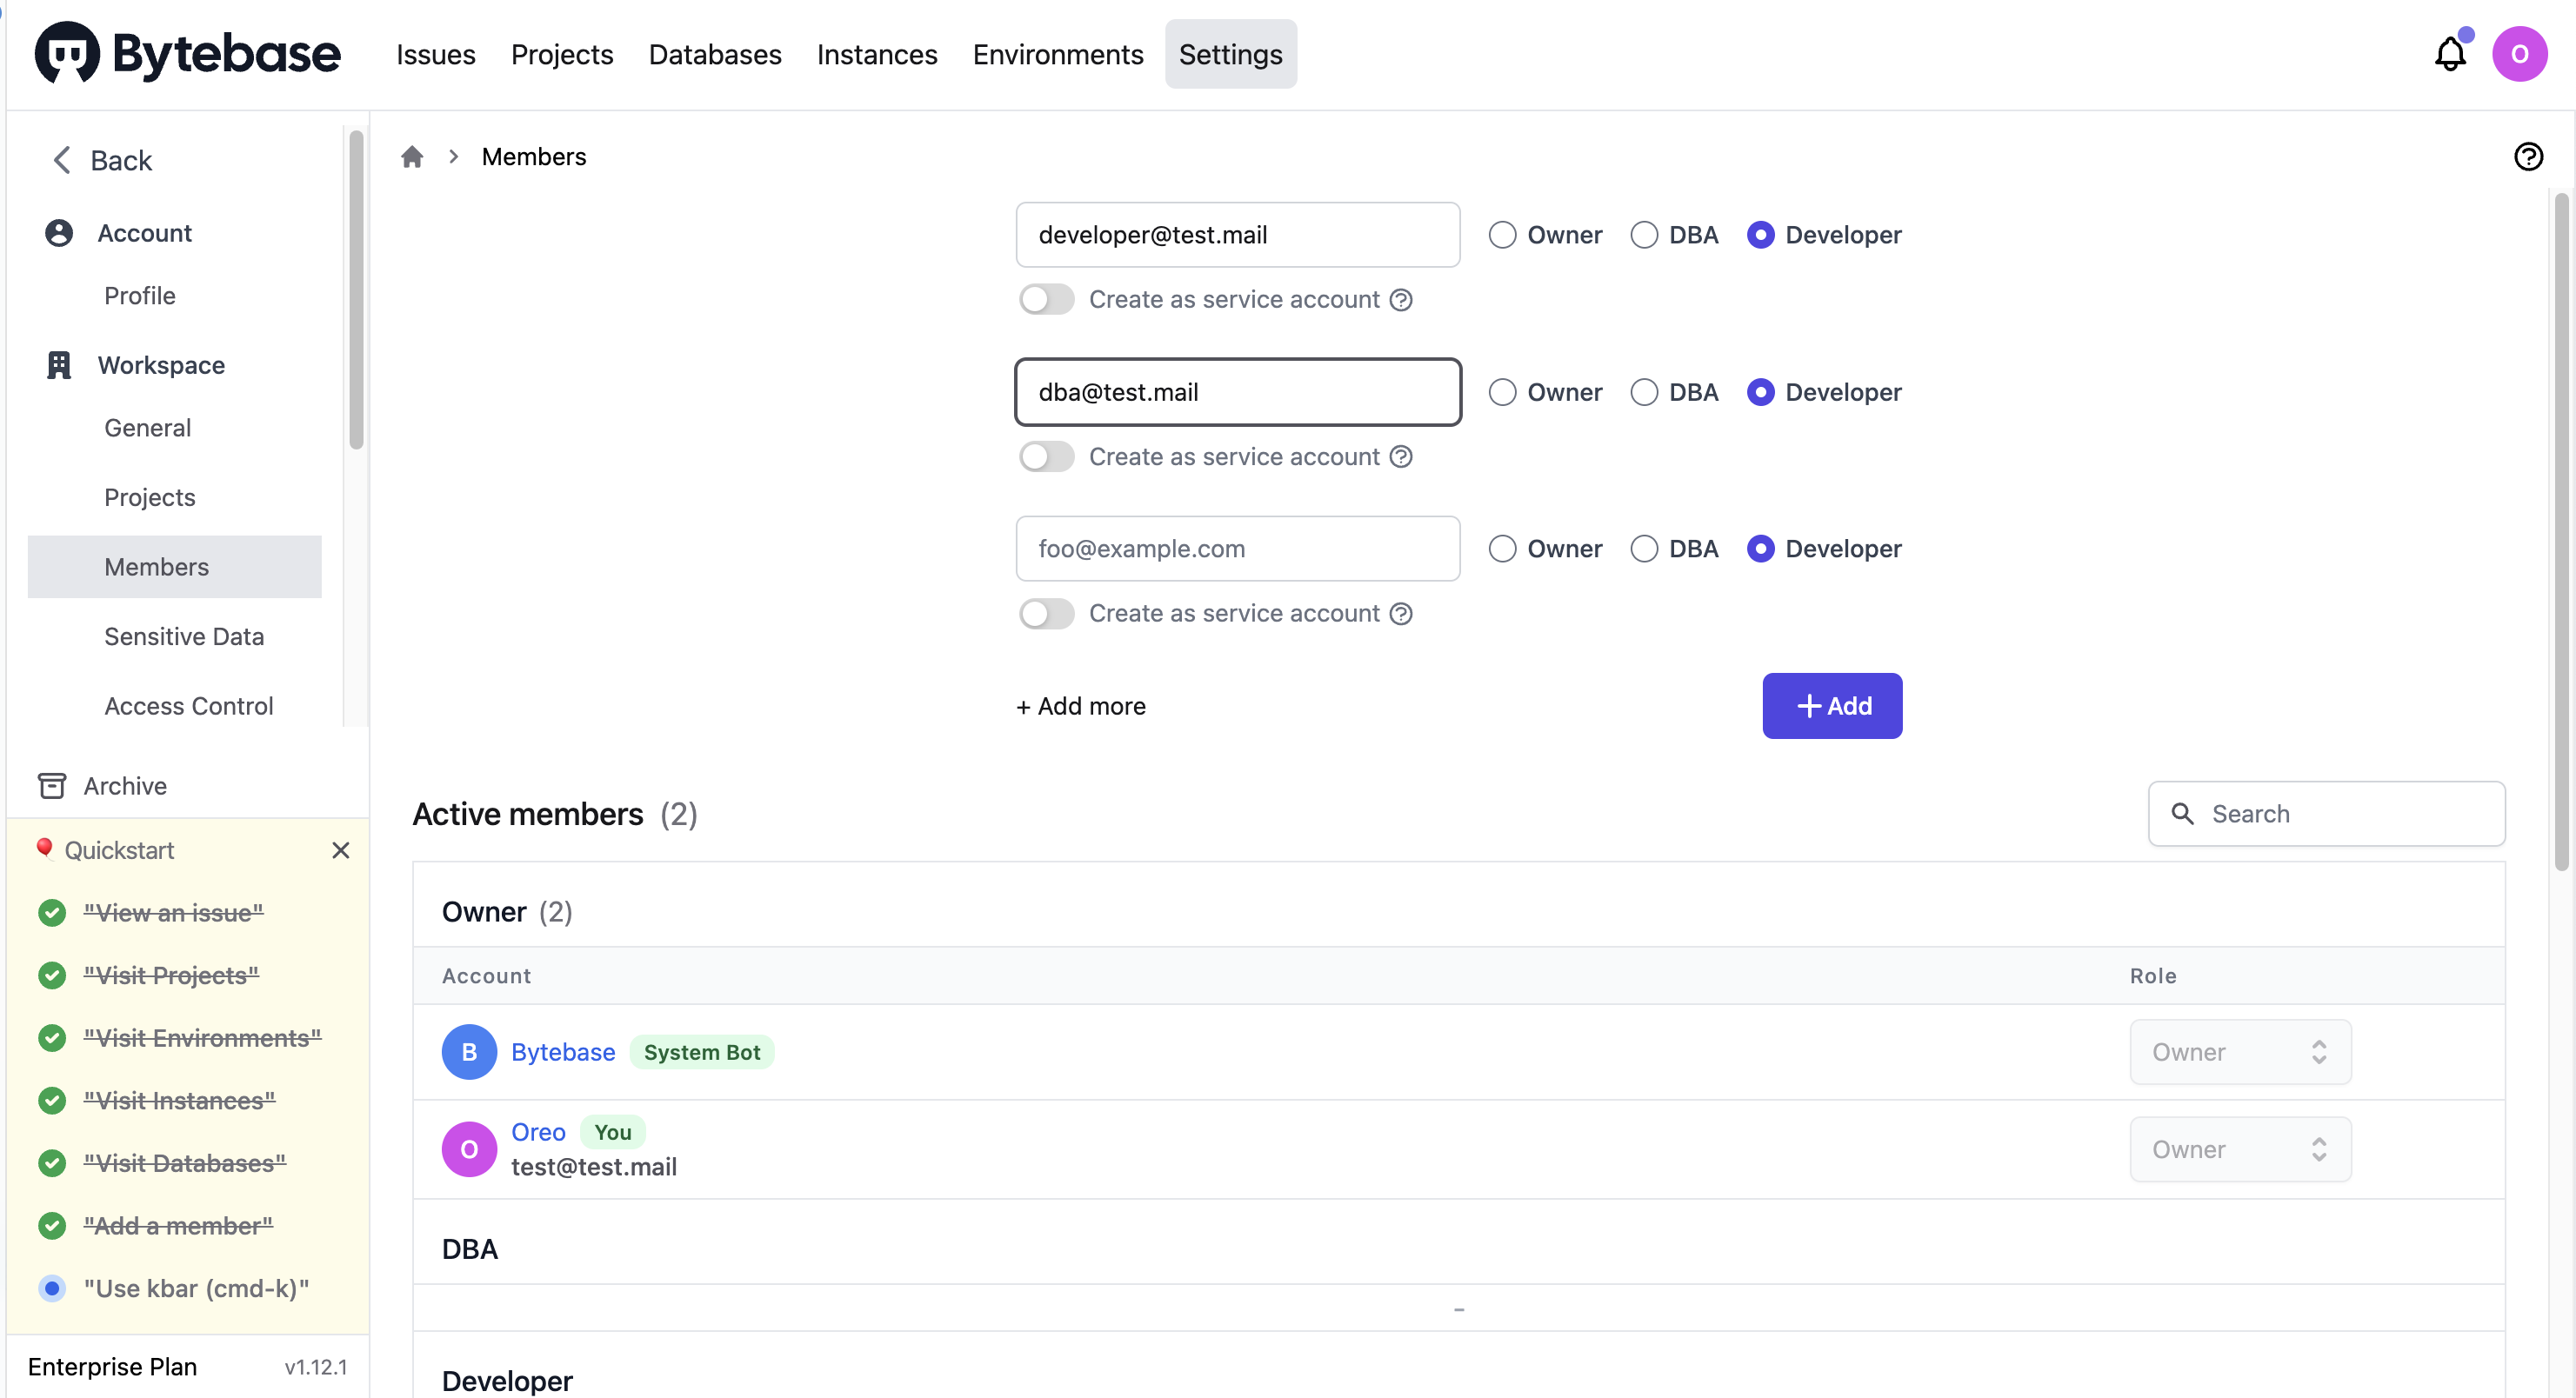 Bytebase
Issues
Projects
Databases
Instances
Environments
Settings
O
Back
Account
Profile
Workspace
General
Projects
Members
Sensitive Data
Access Control
Archive
Quickstart
"View an issue"
"Visit Projects"
"Visit Environments"
"Visit Instances"
"Visit Databases"
"Add a member"
"Use kbar (cmd-k)"
Enterprise Plan v1.12.1
Members
developer@test.mail
Owner DBA Developer
Create as service account
dba@test.mail
Owner DBA Developer
Create as service account
foo@example.com
Owner DBA Developer
Create as service account
+ Add more
+ Add
Active members (2)
Search
Owner (2)
Account Role
B Bytebase System Bot Owner
O Oreo You Owner
test@test.mail
DBA
-
Developer